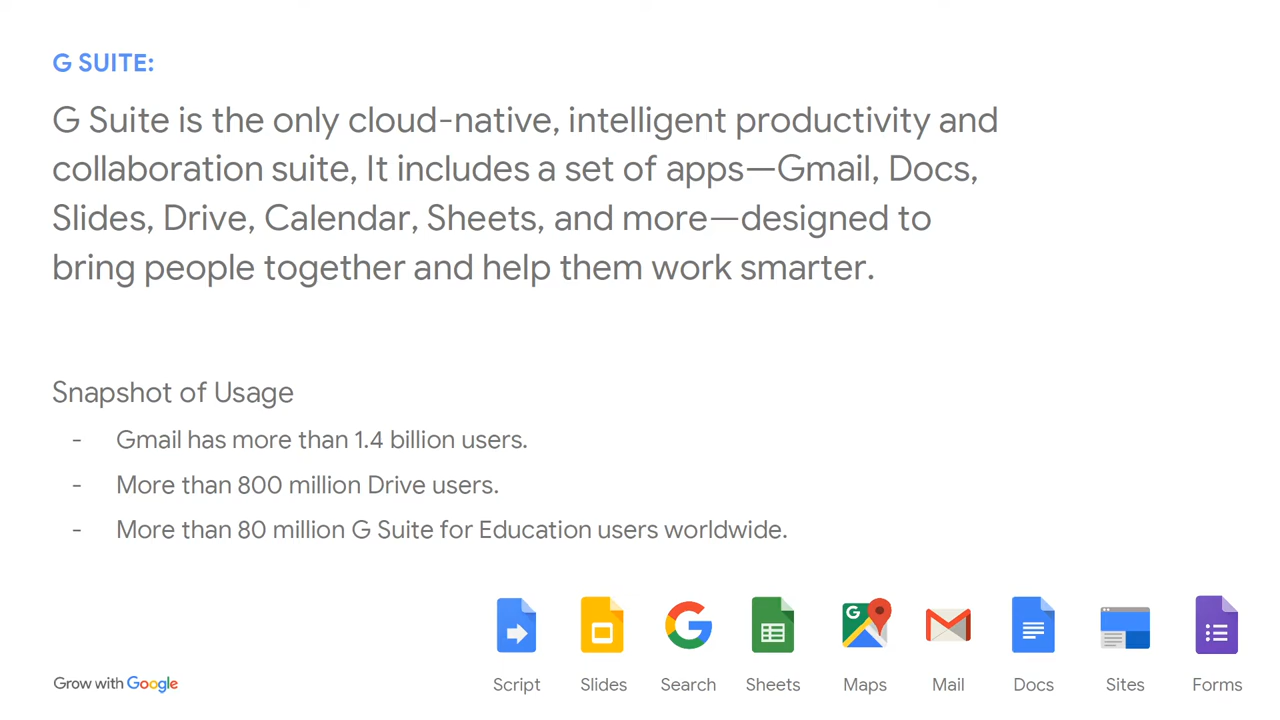 G SUITE:
G Suite is the only cloud-native, intelligent productivity and
collaboration suite, It includes a set of apps—Gmail, Docs,
Slides, Drive, Calendar, Sheets, and more—designed to
bring people together and help them work smarter.
Snapshot of Usage
- Gmail has more than 1.4 billion users.
- More than 800 million Drive users.
- More than 80 million G Suite for Education users worldwide.
G
G
Script Slides Search Sheets Maps Mail Docs Sites Forms
Grow with Google